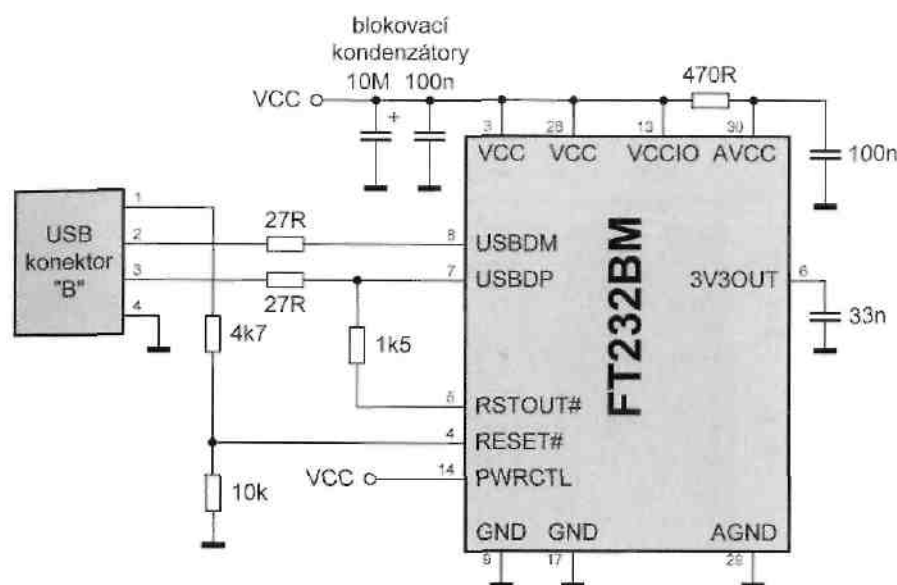 blokovací
kondenzátory
10M 100n
VCC
+
470R
3 26 13 30
VCC VCC VCCIO AVCC
100n
USB
konektor
"B"
1
2
3
4
27R
27R
8 USBDM
7 USBDP
3V3OUT 6
33n
4k7
1k5
FT232BM
5 RSTOUT#
4 RESET#
VCC 14 PWRCTL
10k
GND GND AGND
9 17 29